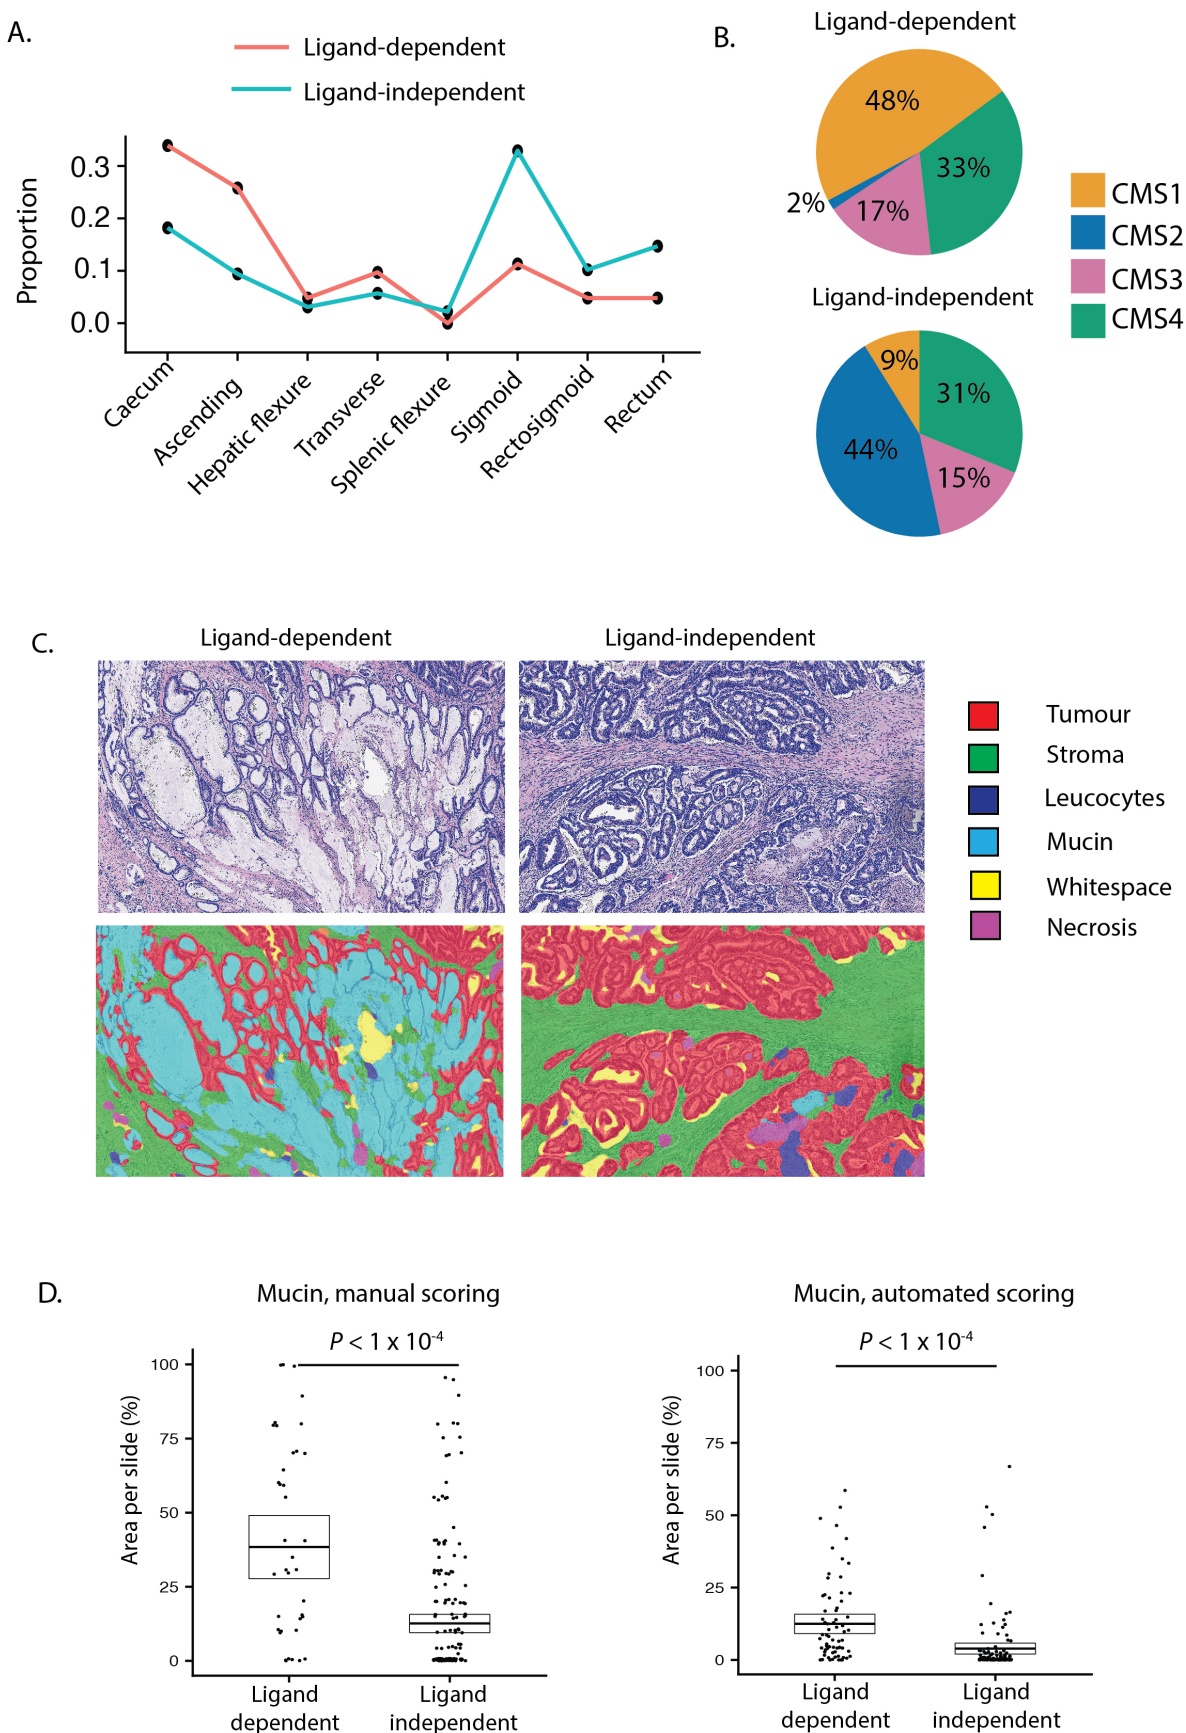 A.
Ligand-dependent
Ligand-independent
Proportion
0.3
0.2
0.1
0.0
Caecum
Ascending
Hepatic flexure
Transverse
Splenic flexure
Sigmoid
Rectosigmoid
Rectum
B.
Ligand-dependent
48%
33%
2%
17%
Ligand-independent
9%
31%
44%
15%
CMS1
CMS2
CMS3
CMS4
C.
Ligand-dependent
Ligand-independent
Tumour
Stroma
Leucocytes
Mucin
Whitespace
Necrosis
D.
Mucin, manual scoring
P < 1 x 10-4
Area per slide (%)
100
75
50
25
0
Ligand
dependent
Ligand
independent
Mucin, automated scoring
P < 1 x 10-4
Area per slide (%)
100
75
50
25
0
Ligand
dependent
Ligand
independent